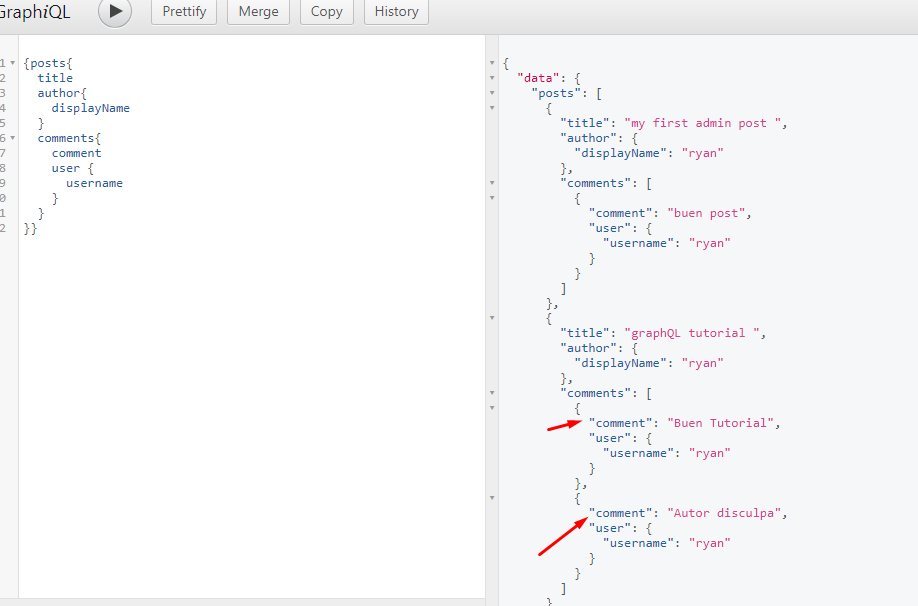 GraphiQL
Prettify Merge Copy History
1 {posts{
2 title
3 author{
4 displayName
5 }
6 comments{
7 comment
8 user {
9 username
0 }
1 }
2 }}
{
"data": {
"posts": [
{
"title": "my first admin post ",
"author": {
"displayName": "ryan"
},
"comments": [
{
"comment": "buen post",
"user": {
"username": "ryan"
}
}
]
},
{
"title": "graphQL tutorial ",
"author": {
"displayName": "ryan"
},
"comments": [
{
"comment": "Buen Tutorial",
"user": {
"username": "ryan"
}
},
{
"comment": "Autor disculpa",
"user": {
"username": "ryan"
}
}
]
}